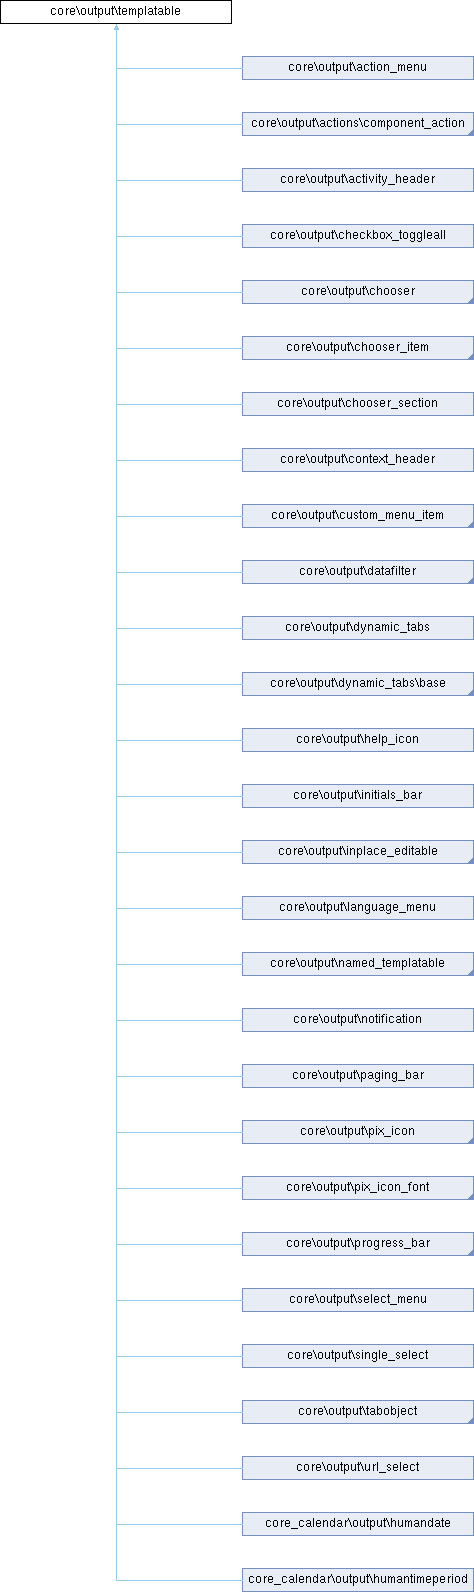 core\output\templatable
core\output\action_menu
core\output\actions\component_action
core\output\activity_header
core\output\checkbox_toggleall
core\output\chooser
core\output\chooser_item
core\output\chooser_section
core\output\context_header
core\output\custom_menu_item
core\output\datafilter
core\output\dynamic_tabs
core\output\dynamic_tabs\base
core\output\help_icon
core\output\initials_bar
core\output\inplace_editable
core\output\language_menu
core\output\named_templatable
core\output\notification
core\output\paging_bar
core\output\pix_icon
core\output\pix_icon_font
core\output\progress_bar
core\output\select_menu
core\output\single_select
core\output\tabobject
core\output\url_select
core_calendar\output\humandate
core_calendar\output\humantimeperiod